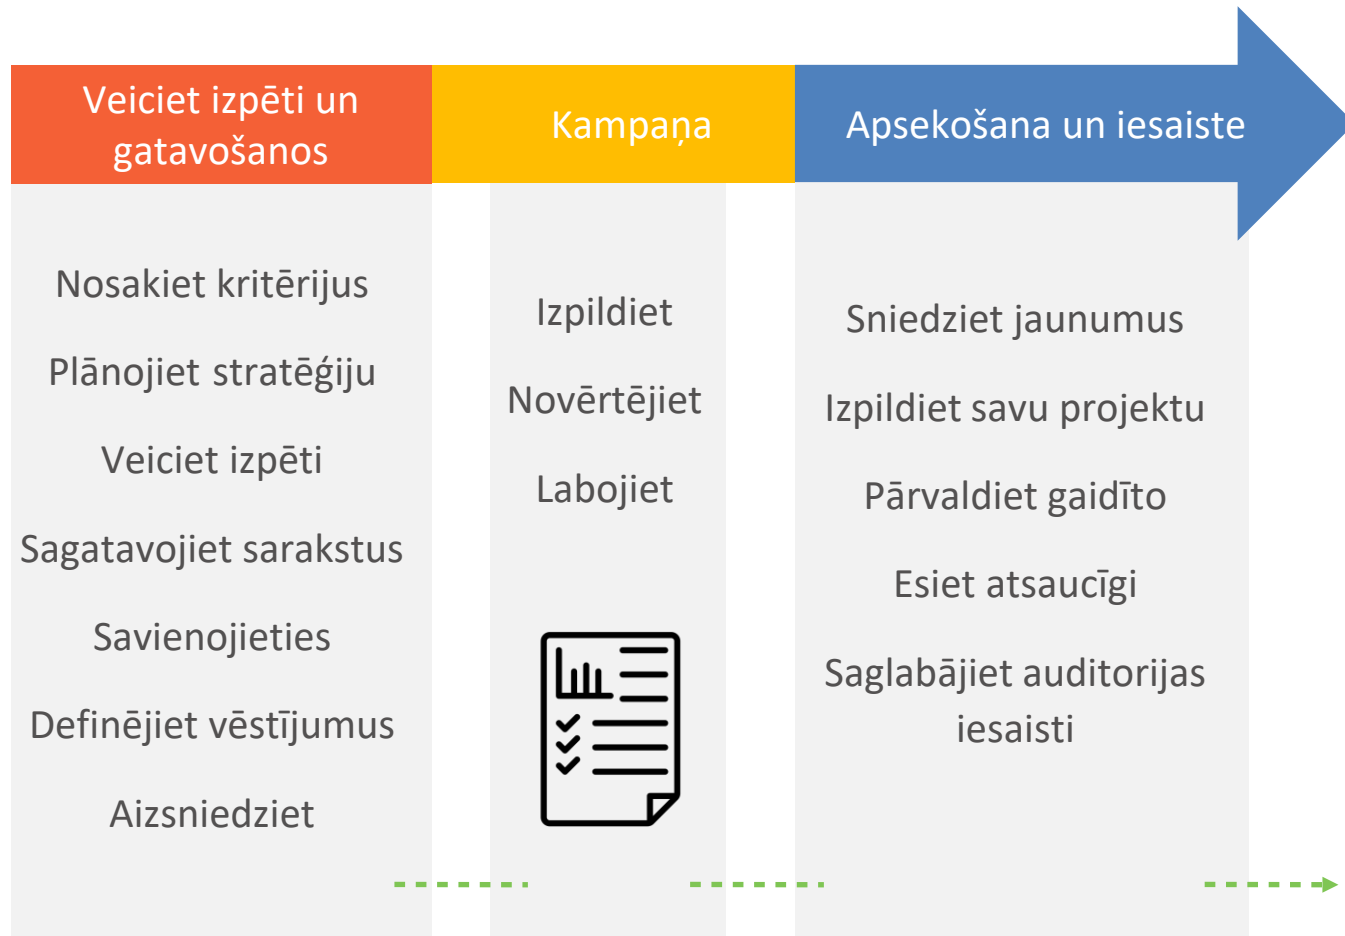 Veiciet izpēti un
gatavošanos
Kampaņa
Apsekošana un iesaiste
Nosakiet kritērijus
Plānojiet stratēģiju
Veiciet izpēti
Sagatavojiet sarakstus
Savienojieties
Definējiet vēstījumus
Aizsniedziet
Izpildiet
Novērtējiet
Labojiet
Sniedziet jaunumus
Izpildiet savu projektu
Pārvaldiet gaidīto
Esiet atsaucīgi
Saglabājiet auditorijas
iesaisti